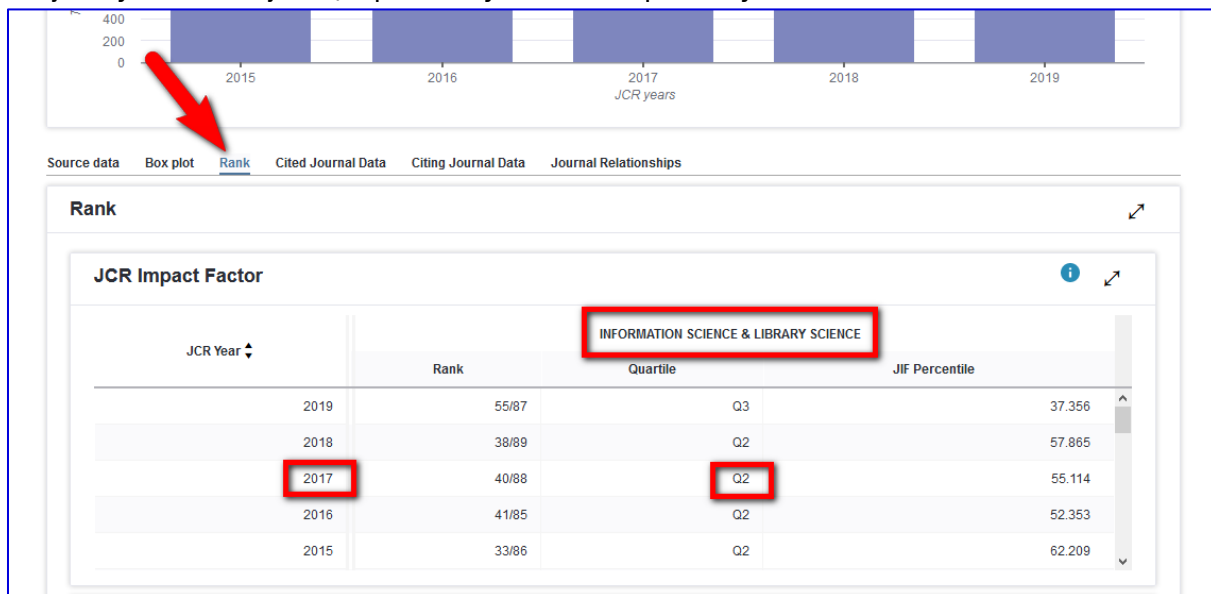 400
200
0
2015 2016 2017 2018 2019
JCR years
Source data Box plot Rank Cited Journal Data Citing Journal Data Journal Relationships
Rank
JCR Impact Factor
INFORMATION SCIENCE & LIBRARY SCIENCE
JCR Year
Rank Quartile JIF Percentile
2019 55/87 Q3 37.356
2018 38/89 Q2 57.865
2017 40/88 Q2 55.114
2016 41/85 Q2 52.353
2015 33/86 Q2 62.209